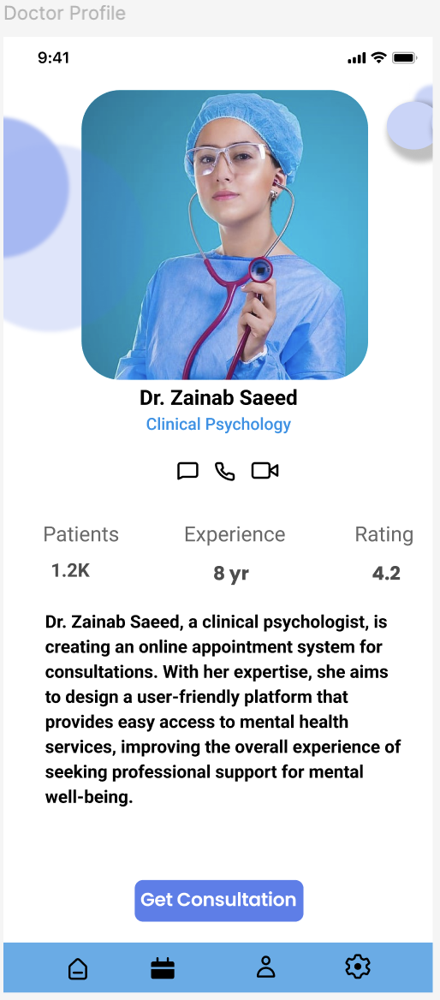 Doctor Profile
9:41
Dr. Zainab Saeed
Clinical Psychology
Patients Experience Rating
1.2K 8 yr 4.2
Dr. Zainab Saeed, a clinical psychologist, is
creating an online appointment system for
consultations. With her expertise, she aims
to design a user-friendly platform that
provides easy access to mental health
services, improving the overall experience of
seeking professional support for mental
well-being.
Get Consultation